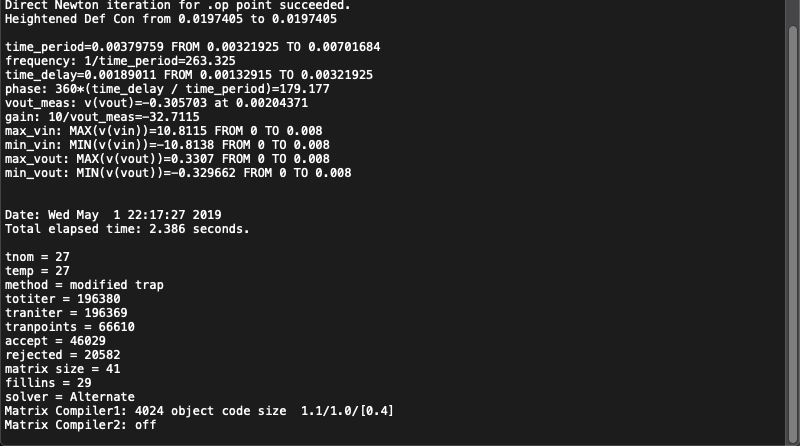 Direct Newton iteration for .op point succeeded.
Heightened Def Con from 0.0197405 to 0.0197405

time_period=0.00379759 FROM 0.00321925 TO 0.00701684
frequency: 1/time_period=263.325
time_delay=0.00189011 FROM 0.00132915 TO 0.00321925
phase: 360*(time_delay / time_period)=179.177
vout_meas: v(vout)=-0.305703 at 0.00204371
gain: 10/vout_meas=-32.7115
max_vin: MAX(v(vin))=10.8115 FROM 0 TO 0.008
min_vin: MIN(v(vin))=-10.8138 FROM 0 TO 0.008
max_vout: MAX(v(vout))=0.3307 FROM 0 TO 0.008
min_vout: MIN(v(vout))=-0.329662 FROM 0 TO 0.008

Date: Wed May  1 22:17:27 2019
Total elapsed time: 2.386 seconds.

tnom = 27
temp = 27
method = modified trap
totiter = 196380
traniter = 196369
tranpoints = 66610
accept = 46029
rejected = 20582
matrix size = 41
fillins = 29
solver = Alternate
Matrix Compiler1: 4024 object code size  1.1/1.0/[0.4]
Matrix Compiler2: off